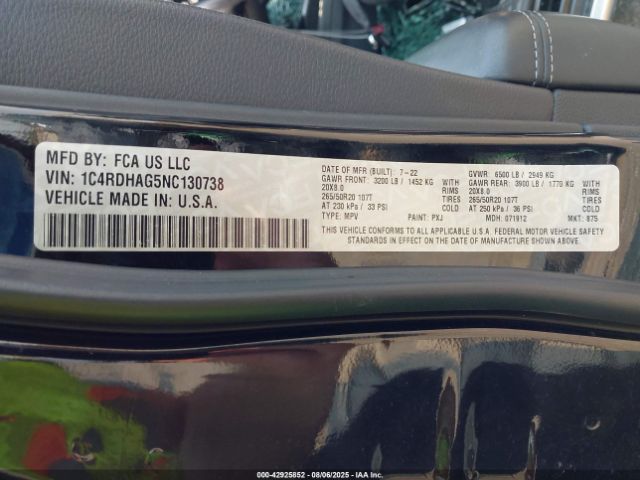 MFD BY: FCA US LLC
VIN: 1C4RDHAG5NC130738
VEHICLE MADE IN: U.S.A.
DATE OF MFR (BUILT): 7-22 GVWR: 6500 LB / 2949 KG
GAWR FRONT: 3200 LB / 1452 KG WITH GAWR REAR: 3900 LB / 1770 KG WITH
20X8.0 RIMS 20X8.0 RIMS
265/50R20 107T TIRES 265/50R20 107T TIRES
AT 230 kPa / 33 PSI COLD AT 250 kPa / 36 PSI COLD
TYPE: MPV PAINT: PXJ MDH: 071912 MKT: 875
THIS VEHICLE CONFORMS TO ALL APPLICABLE U.S.A. FEDERAL MOTOR VEHICLE SAFETY
STANDARDS IN EFFECT ON THE DATE OF MANUFACTURE SHOWN ABOVE.
000-42925852 | 08/06/2025 | IAAI.COM